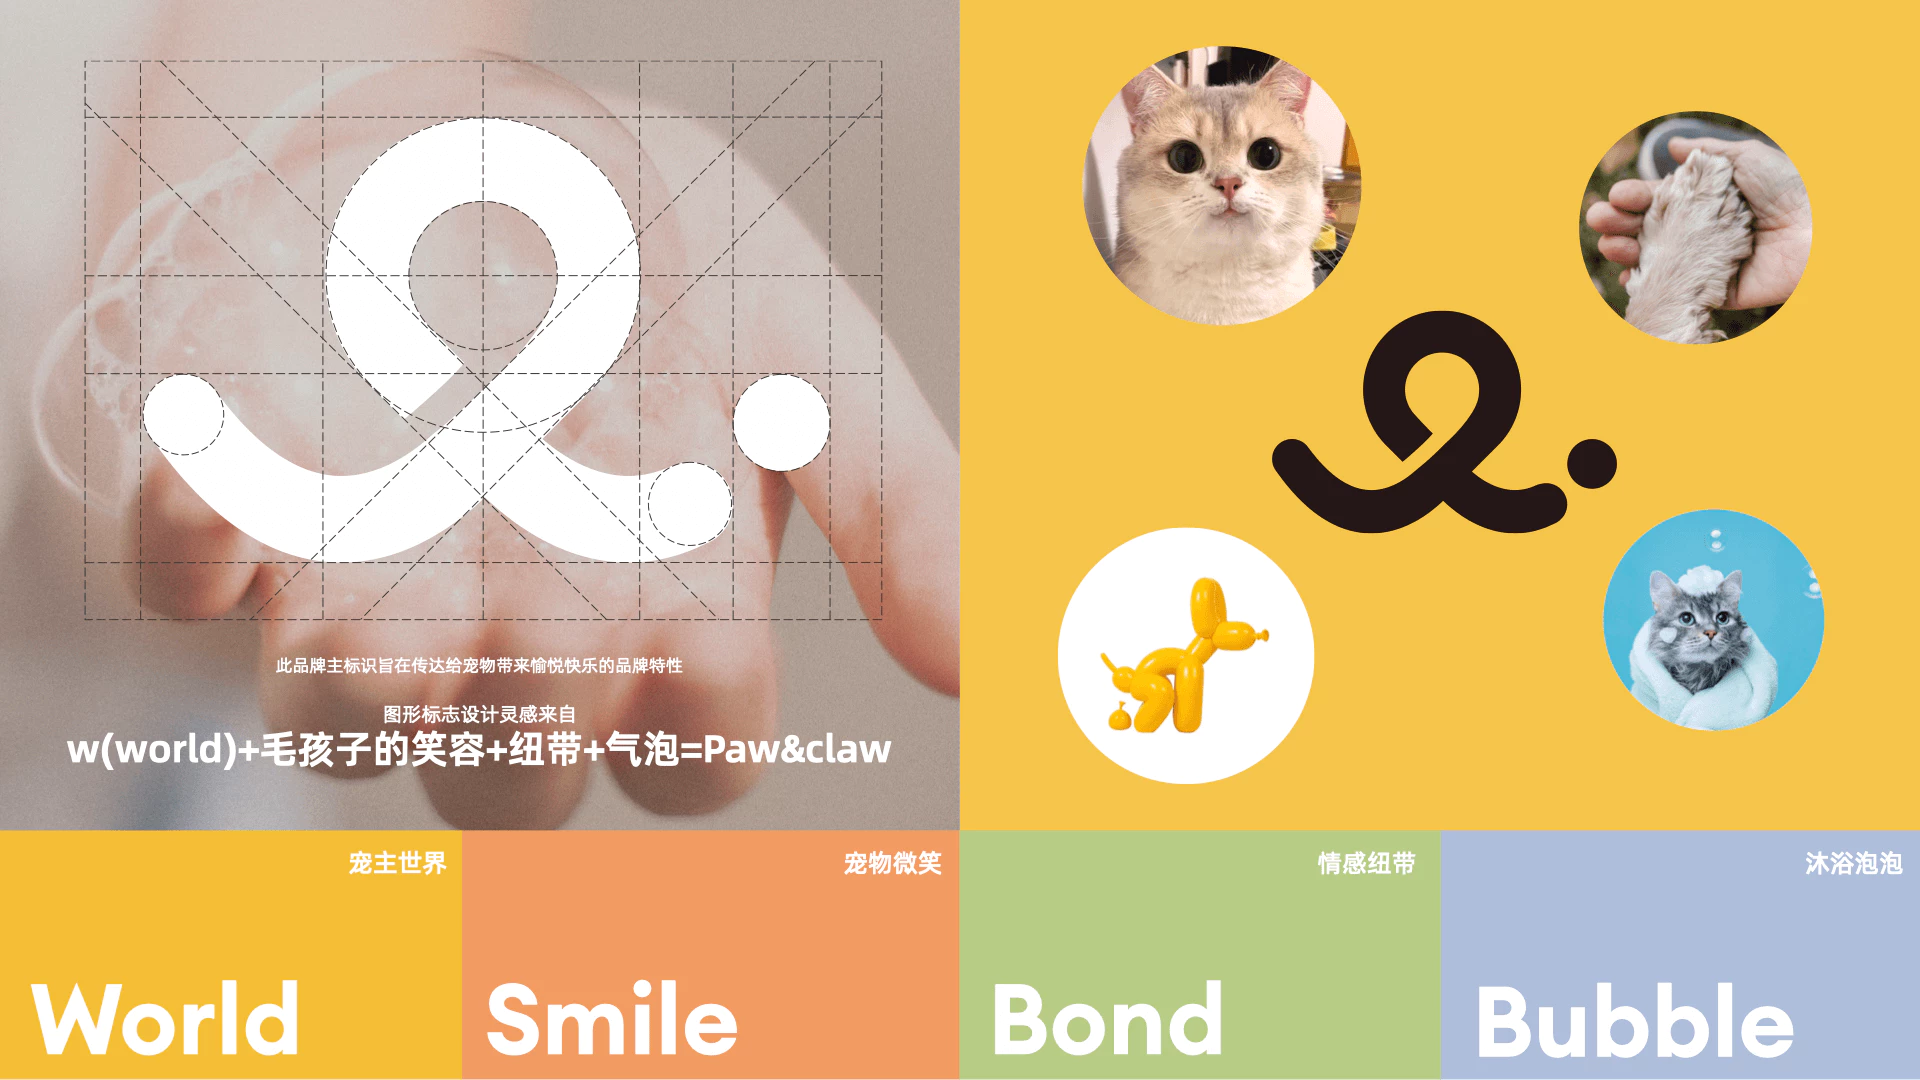 此品牌主标识旨在传达给宠物带来愉悦快乐的品牌特性
图形标志设计灵感来自
w(world)+毛孩子的笑容+纽带+气泡=Paw&claw
宠主世界
World
宠物微笑
Smile
情感纽带
Bond
沐浴泡泡
Bubble